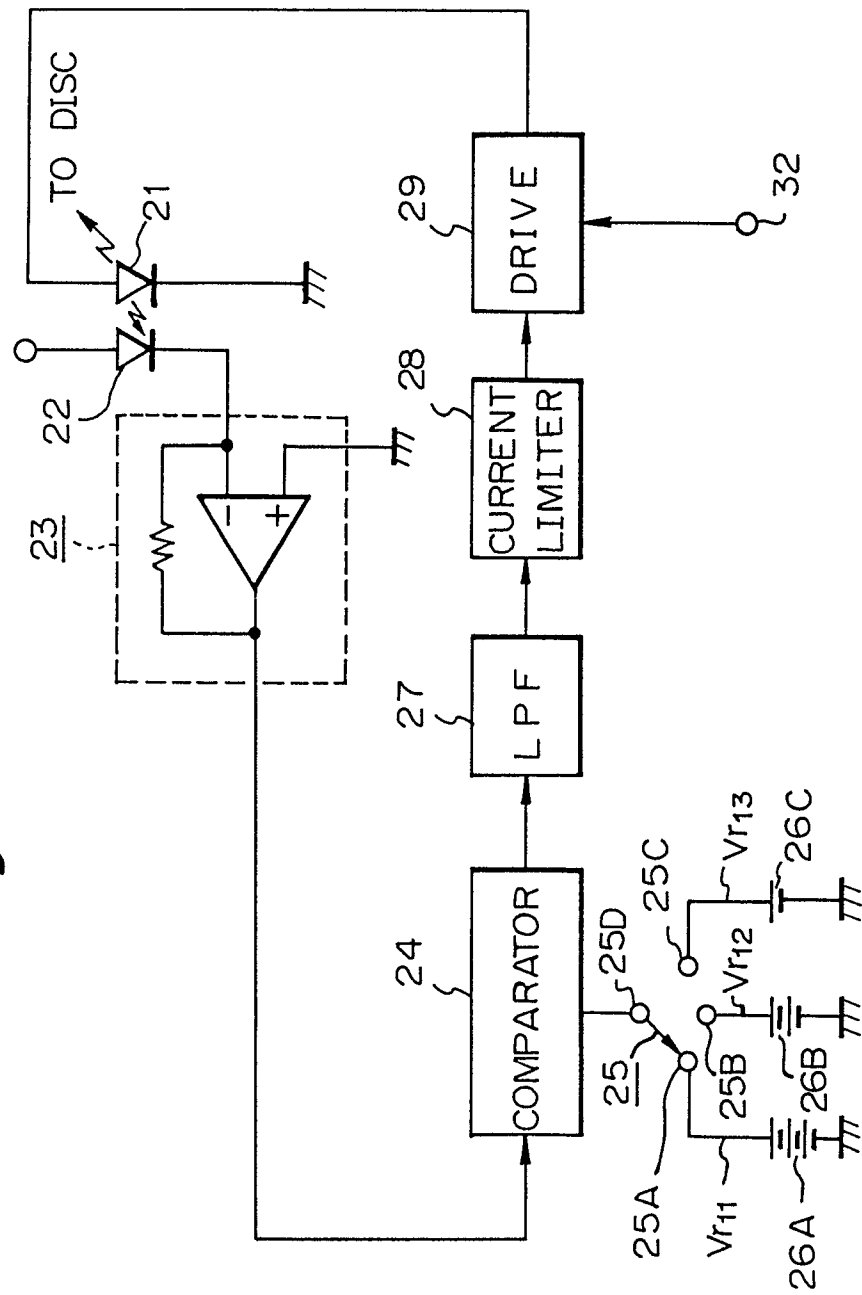 TO DISC
21
22
23
-
+
24
COMPARATOR
27
LPF
28
CURRENT
LIMITER
29
DRIVE
32
25D
25
25A
25B
25C
Vr11
Vr12
Vr13
26A
26B
26C